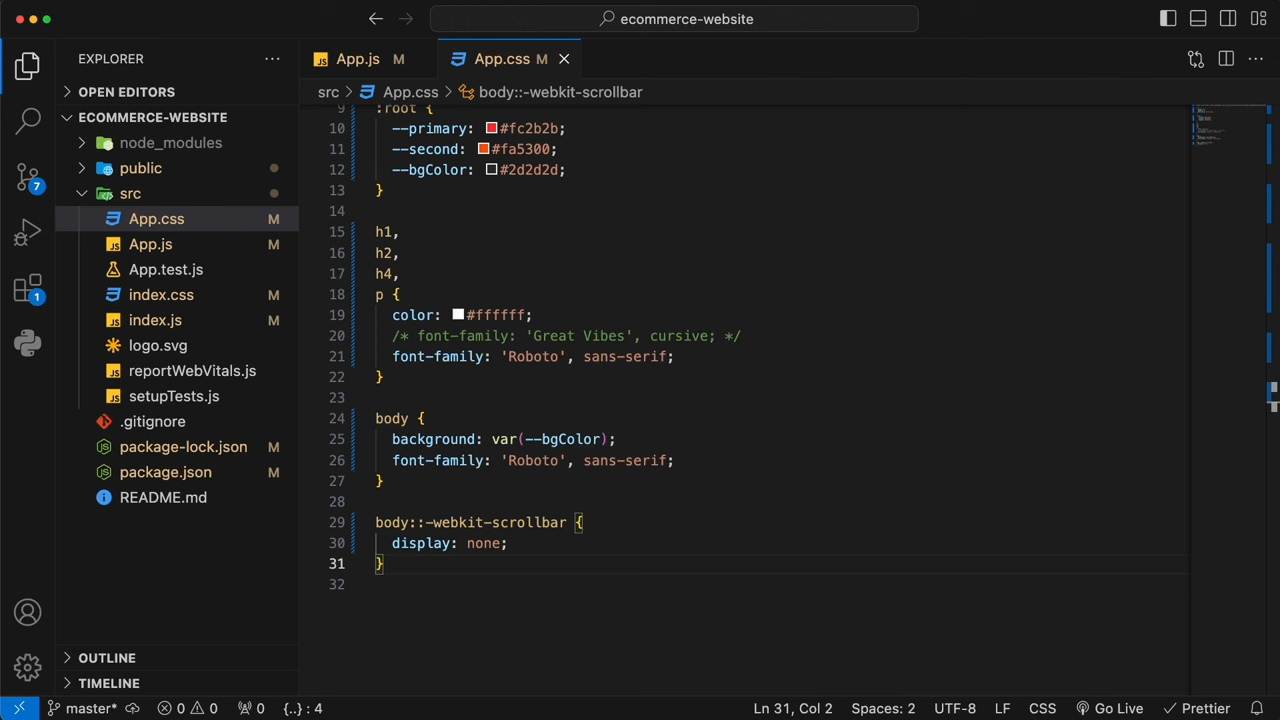 ecommerce-website
EXPLORER
App.js M
App.css M
OPEN EDITORS
src > App.css > body::-webkit-scrollbar
ECOMMERCE-WEBSITE
node_modules
public
src
App.css M
App.js M
App.test.js
index.css M
index.js M
logo.svg
reportWebVitals.js
setupTests.js
.gitignore
package-lock.json M
package.json M
README.md
OUTLINE
TIMELINE
7
1
9 :root {
10 --primary: #fc2b2b;
11 --second: #fa5300;
12 --bgColor: #2d2d2d;
13 }
14
15 h1,
16 h2,
17 h4,
18 p {
19 color: #ffffff;
20 /* font-family: 'Great Vibes', cursive; */
21 font-family: 'Roboto', sans-serif;
22 }
23
24 body {
25 background: var(--bgColor);
26 font-family: 'Roboto', sans-serif;
27 }
28
29 body::-webkit-scrollbar {
30 display: none;
31 }
32
master* 0 0 0 {..} : 4 Ln 31, Col 2 Spaces: 2 UTF-8 LF CSS Go Live Prettier